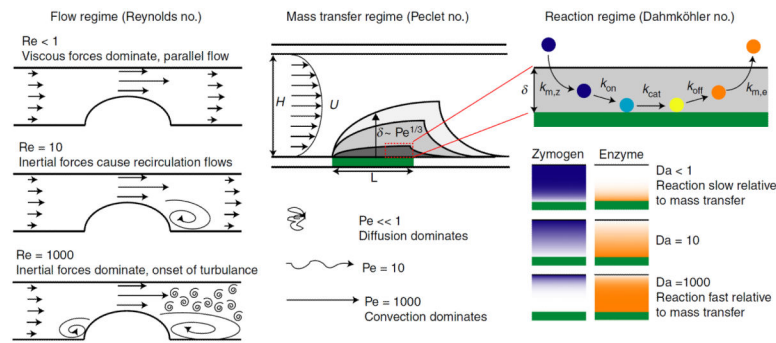 Flow regime (Reynolds no.)
Re < 1
Viscous forces dominate, parallel flow
Re = 10
Inertial forces cause recirculation flows
Re = 1000
Inertial forces dominate, onset of turbulance
Mass transfer regime (Peclet no.)
H
U
δ~ Pe1/3
L
Pe << 1
Diffusion dominates
Pe = 10
Pe = 1000
Convection dominates
Reaction regime (Dahmköhler no.)
δ
km,z
kon
kcat
koff
km,e
Zymogen Enzyme
Da < 1
Reaction slow relative
to mass transfer
Da = 10
Da =1000
Reaction fast relative
to mass transfer